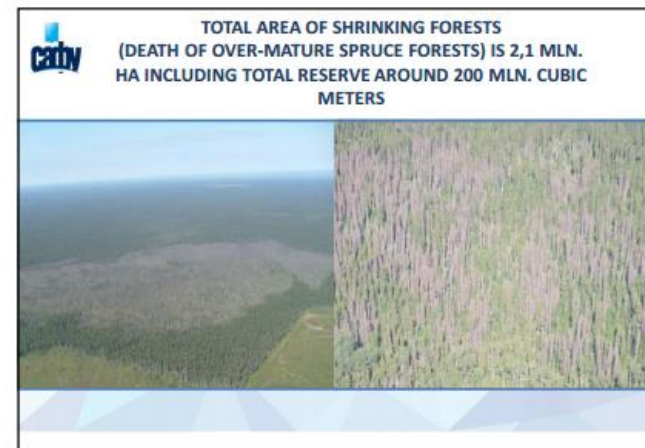 TOTAL AREA OF SHRINKING FORESTS
(DEATH OF OVER-MATURE SPRUCE FORESTS) IS 2,1 MLN.
HA INCLUDING TOTAL RESERVE AROUND 200 MLN. CUBIC
METERS